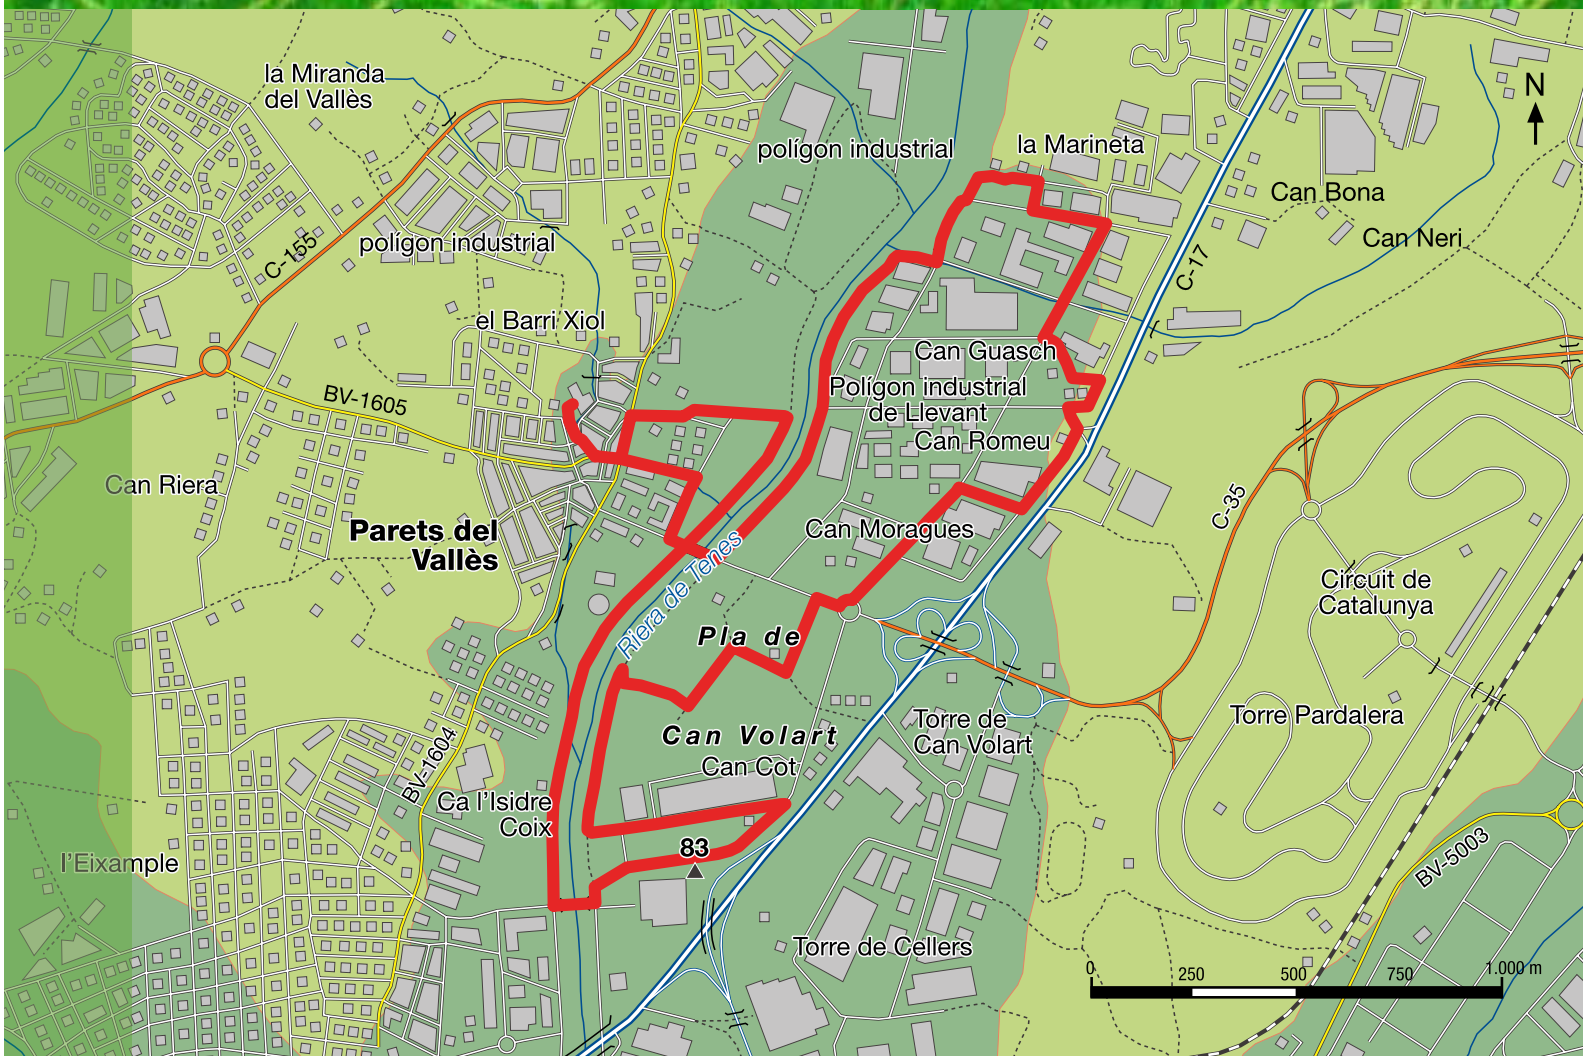 la Miranda
del Vallès
N
polígon industrial
la Marineta
Can Bona
Can Neri
polígon industrial
C-155
C-17
el Barri Xiol
Can Guasch
Polígon industrial
de Llevant
BV-1605
Can Romeu
Can Riera
C-35
Parets del
Vallès
Can Moragues
Riera de Tenes
Circuit de
Catalunya
Pla de
Can Volart
Torre de
Can Volart
Torre Pardalera
Can Cot
BV-1604
Ca l'Isidre
Coix
83
l'Eixample
BV-5003
Torre de Cellers
0 250 500 750 1.000 m